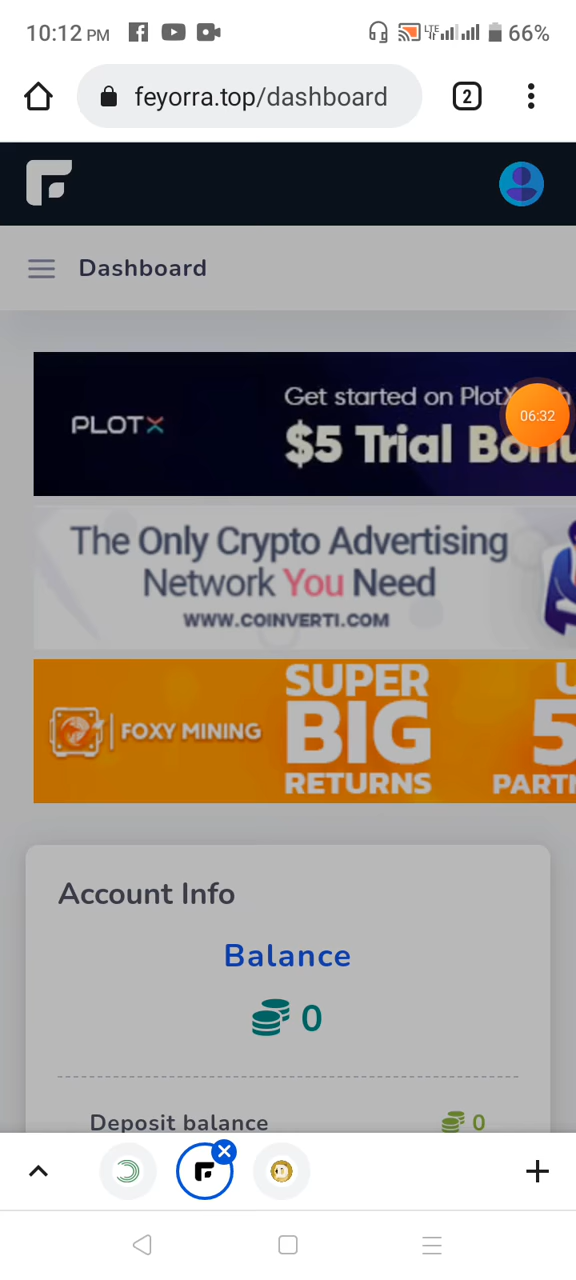 10:12 PM
LTE
66%
feyorra.top/dashboard
2
Dashboard
PLOTX
Get started on PlotX
$5 Trial Bonu
06:32
The Only Crypto Advertising
Network You Need
WWW.COINVERTI.COM
FOXY MINING
SUPER
BIG
RETURNS
U
5
PARTN
Account Info
Balance
0
Deposit balance
0